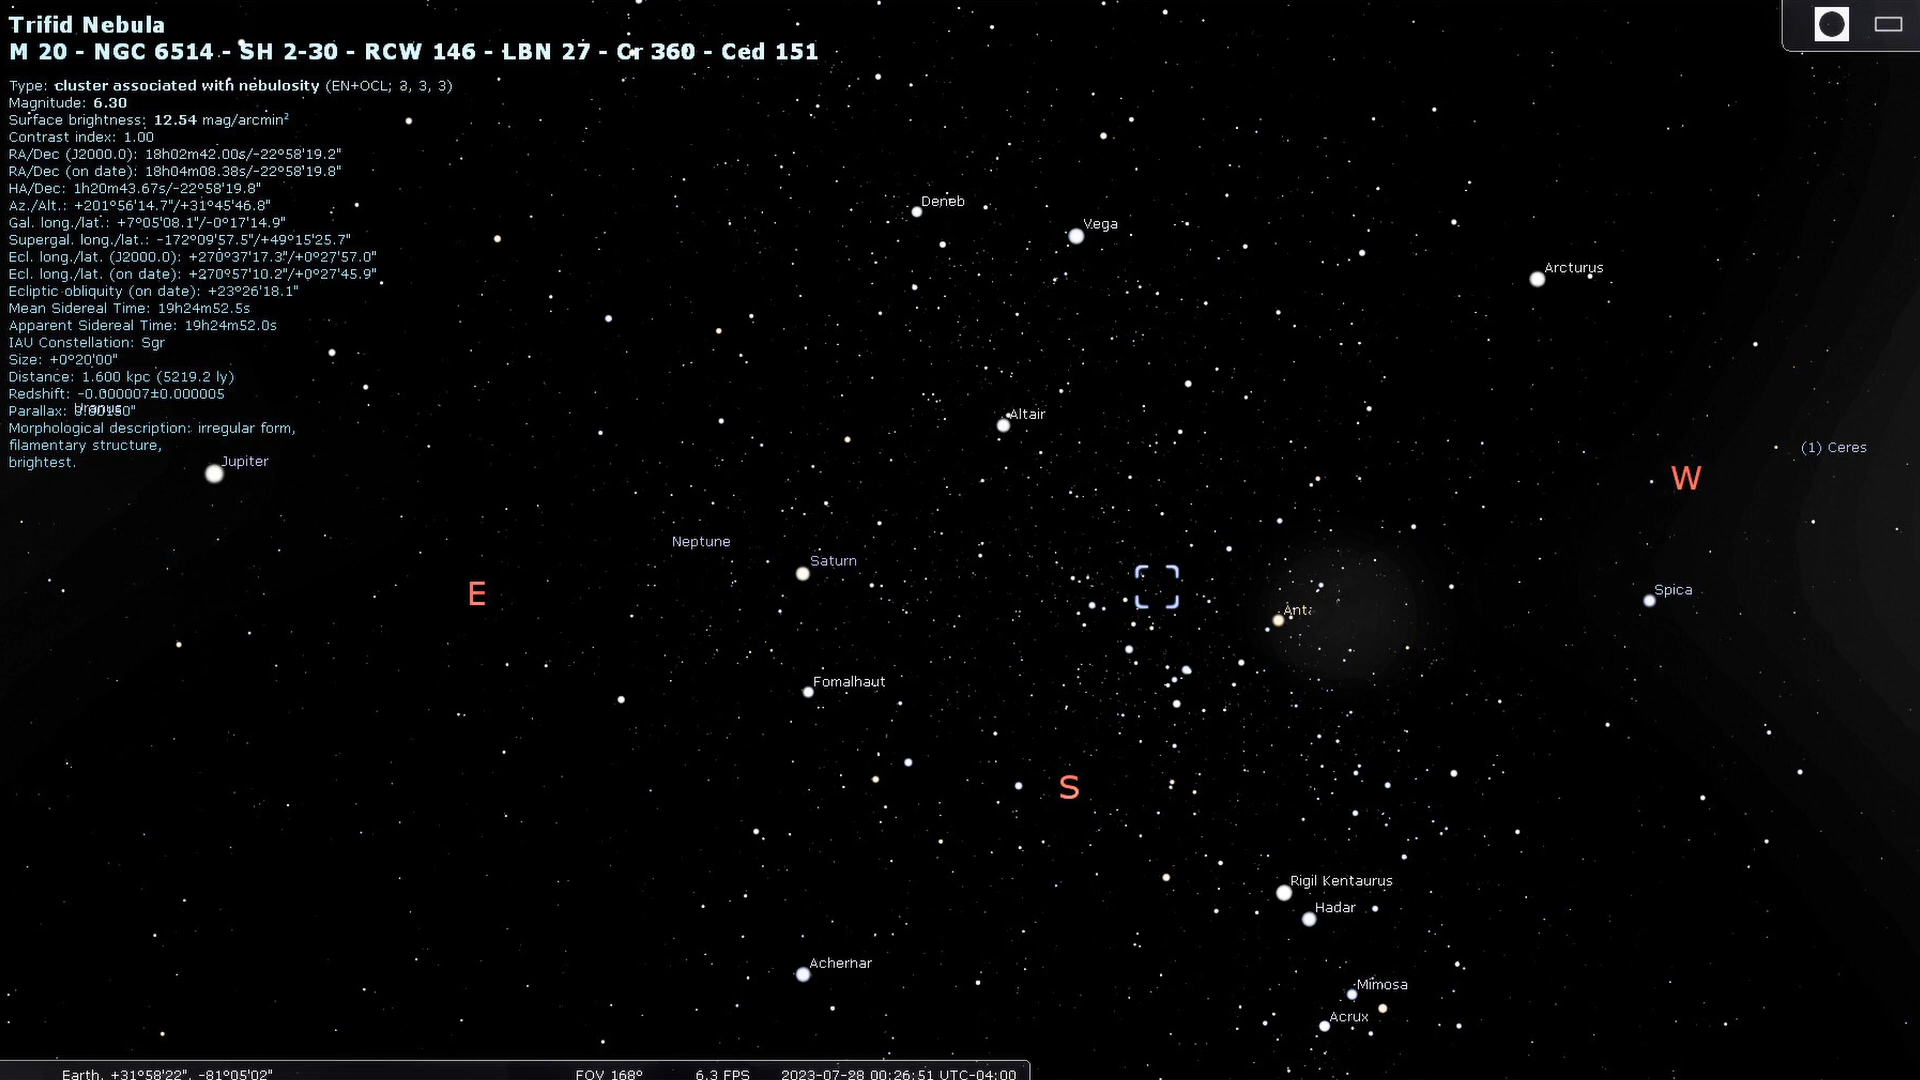 Trifid Nebula
M 20 - NGC 6514 - SH 2-30 - RCW 146 - LBN 27 - Cr 360 - Ced 151
Type: cluster associated with nebulosity (EN+OCL; 3, 3, 3)
Magnitude: 6.30
Surface brightness: 12.54 mag/arcmin²
Contrast index: 1.00
RA/Dec (J2000.0): 18h02m42.00s/-22°58'19.2"
RA/Dec (on date): 18h04m08.38s/-22°58'19.8"
HA/Dec: 1h20m43.67s/-22°58'19.8"
Az./Alt.: +201°56'14.7"/+31°45'46.8"
Gal. long./lat.: +7°05'08.1"/-0°17'14.9"
Supergal. long./lat.: -172°09'57.5"/+49°15'25.7"
Ecl. long./lat. (J2000.0): +270°37'17.3"/+0°27'57.0"
Ecl. long./lat. (on date): +270°57'10.2"/+0°27'45.9"
Ecliptic obliquity (on date): +23°26'18.1"
Mean Sidereal Time: 19h24m52.5s
Apparent Sidereal Time: 19h24m52.0s
IAU Constellation: Sgr
Size: +0°20'00"
Distance: 1.600 kpc (5219.2 ly)
Redshift: -0.000007±0.000005
Parallax:
Uranus
Morphological description: irregular form,
filamentary structure,
brightest.
Deneb
Vega
Arcturus
Altair
Jupiter
(1) Ceres
W
Neptune
Saturn
E
Spica
Anta
Fomalhaut
S
Rigil Kentaurus
Hadar
Achernar
Mimosa
Acrux
Earth, +31°58'22", -81°05'02" FOV 168° 6.3 FPS 2023-07-28 00:26:51 UTC-04:00